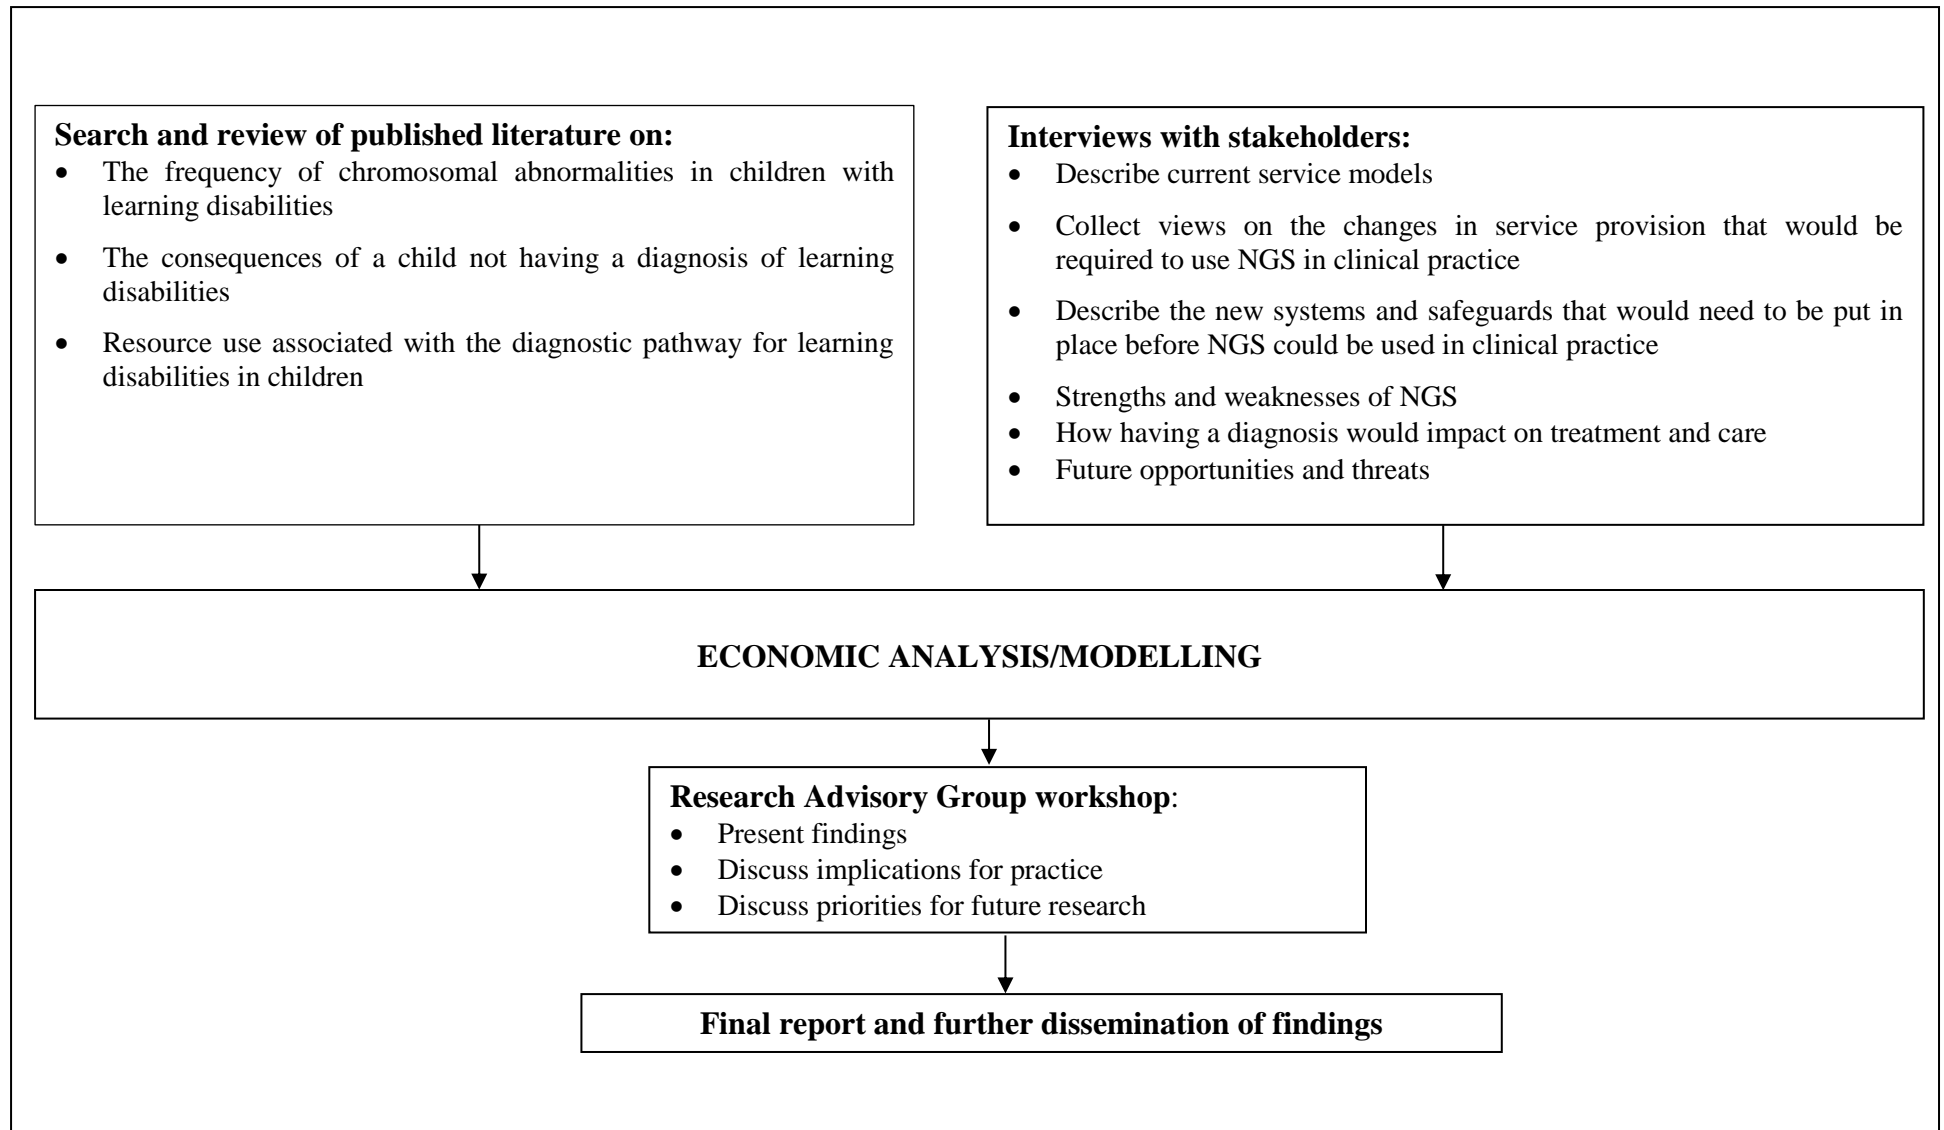 Search and review of published literature on:
• The frequency of chromosomal abnormalities in children with
learning disabilities
• The consequences of a child not having a diagnosis of learning
disabilities
• Resource use associated with the diagnostic pathway for learning
disabilities in children
Interviews with stakeholders:
• Describe current service models
• Collect views on the changes in service provision that would be
required to use NGS in clinical practice
• Describe the new systems and safeguards that would need to be put in
place before NGS could be used in clinical practice
• Strengths and weaknesses of NGS
• How having a diagnosis would impact on treatment and care
• Future opportunities and threats
ECONOMIC ANALYSIS/MODELLING
Research Advisory Group workshop:
• Present findings
• Discuss implications for practice
• Discuss priorities for future research
Final report and further dissemination of findings